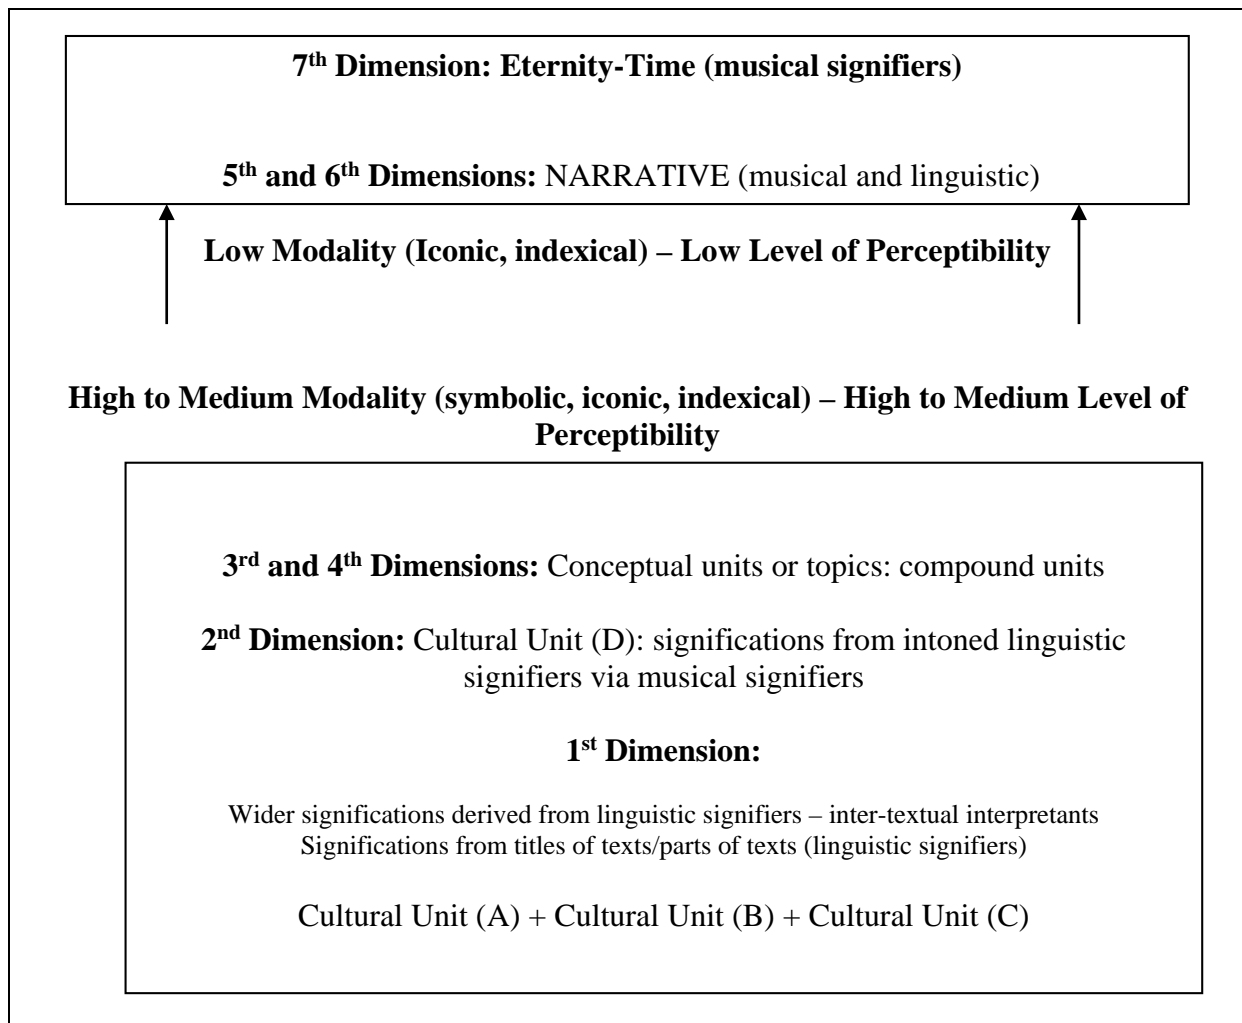 7th Dimension: Eternity-Time (musical signifiers)
5th and 6th Dimensions: NARRATIVE (musical and linguistic)
Low Modality (Iconic, indexical) – Low Level of Perceptibility
High to Medium Modality (symbolic, iconic, indexical) – High to Medium Level of
Perceptibility
3rd and 4th Dimensions: Conceptual units or topics: compound units
2nd Dimension: Cultural Unit (D): significations from intoned linguistic
signifiers via musical signifiers
1st Dimension:
Wider significations derived from linguistic signifiers – inter-textual interpretants
Significations from titles of texts/parts of texts (linguistic signifiers)
Cultural Unit (A) + Cultural Unit (B) + Cultural Unit (C)